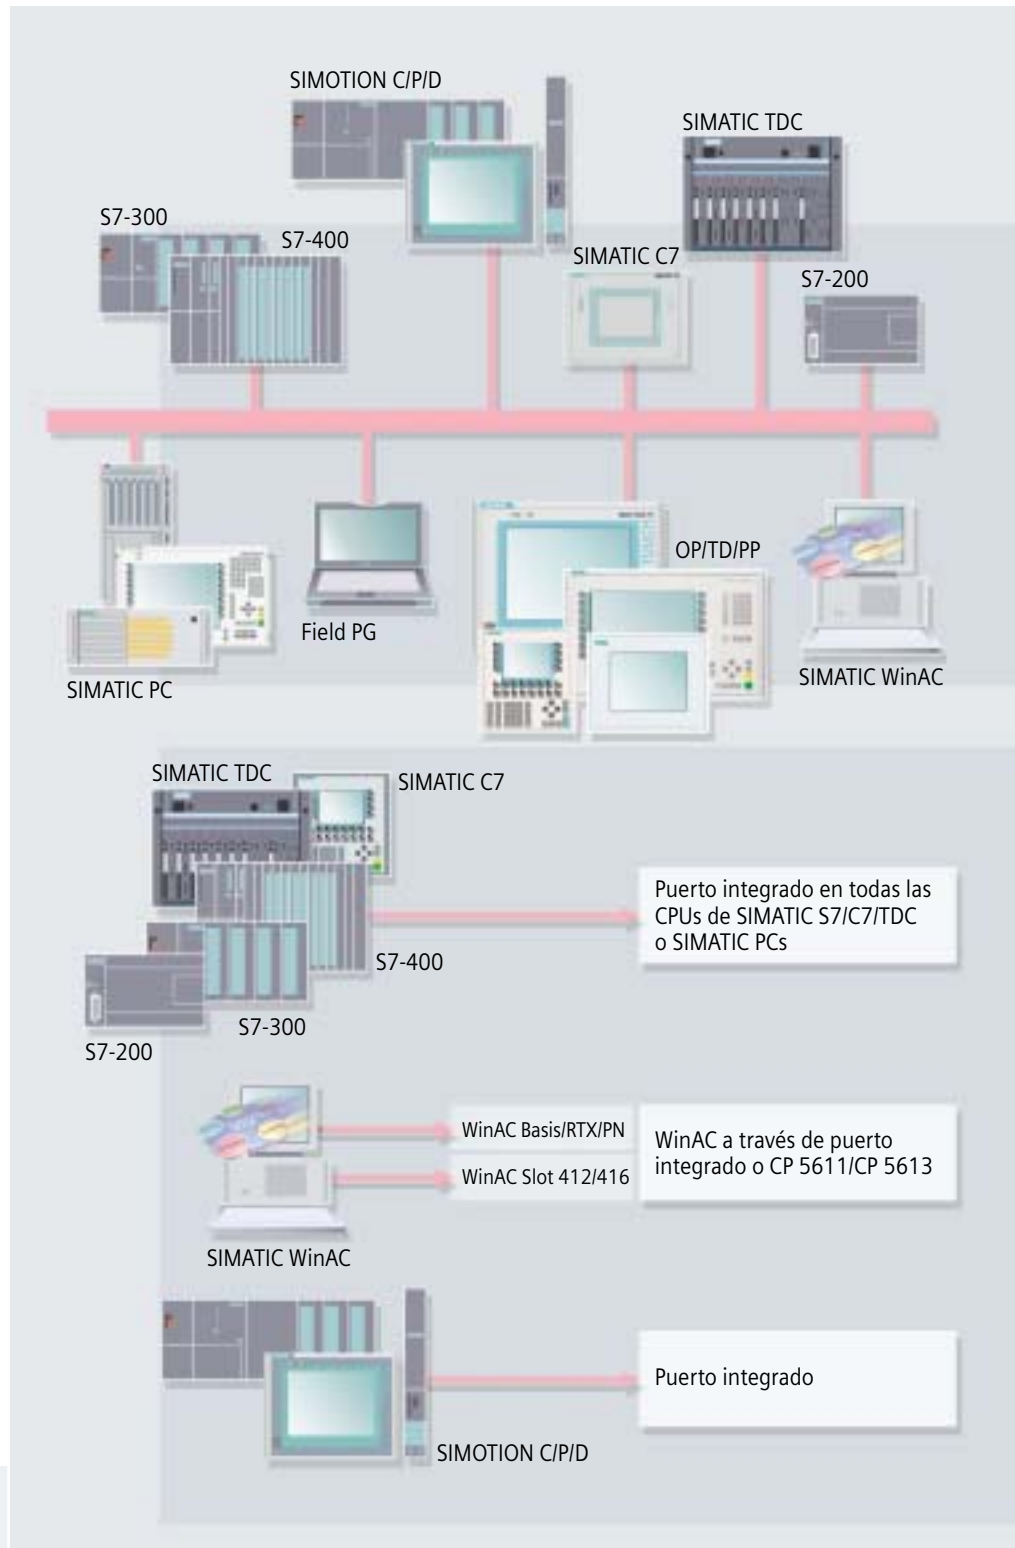 SIMOTION C/P/D
SIMATIC TDC
S7-300
S7-400
SIMATIC C7
S7-200
OP/TD/PP
Field PG
SIMATIC PC
SIMATIC WinAC
SIMATIC TDC
SIMATIC C7
Puerto integrado en todas las
CPUs de SIMATIC S7/C7/TDC
o SIMATIC PCs
S7-400
S7-300
S7-200
WinAC Basis/RTX/PN
WinAC Slot 412/416
WinAC a través de puerto
integrado o CP 5611/CP 5613
SIMATIC WinAC
Puerto integrado
SIMOTION C/P/D